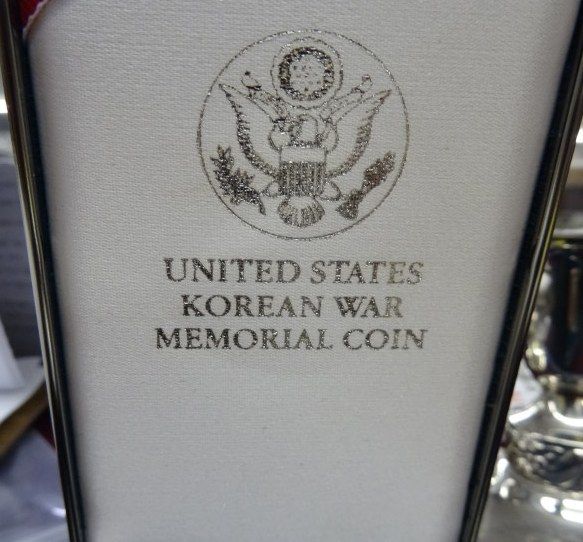 UNITED STATES
KOREAN WAR
MEMORIAL COIN